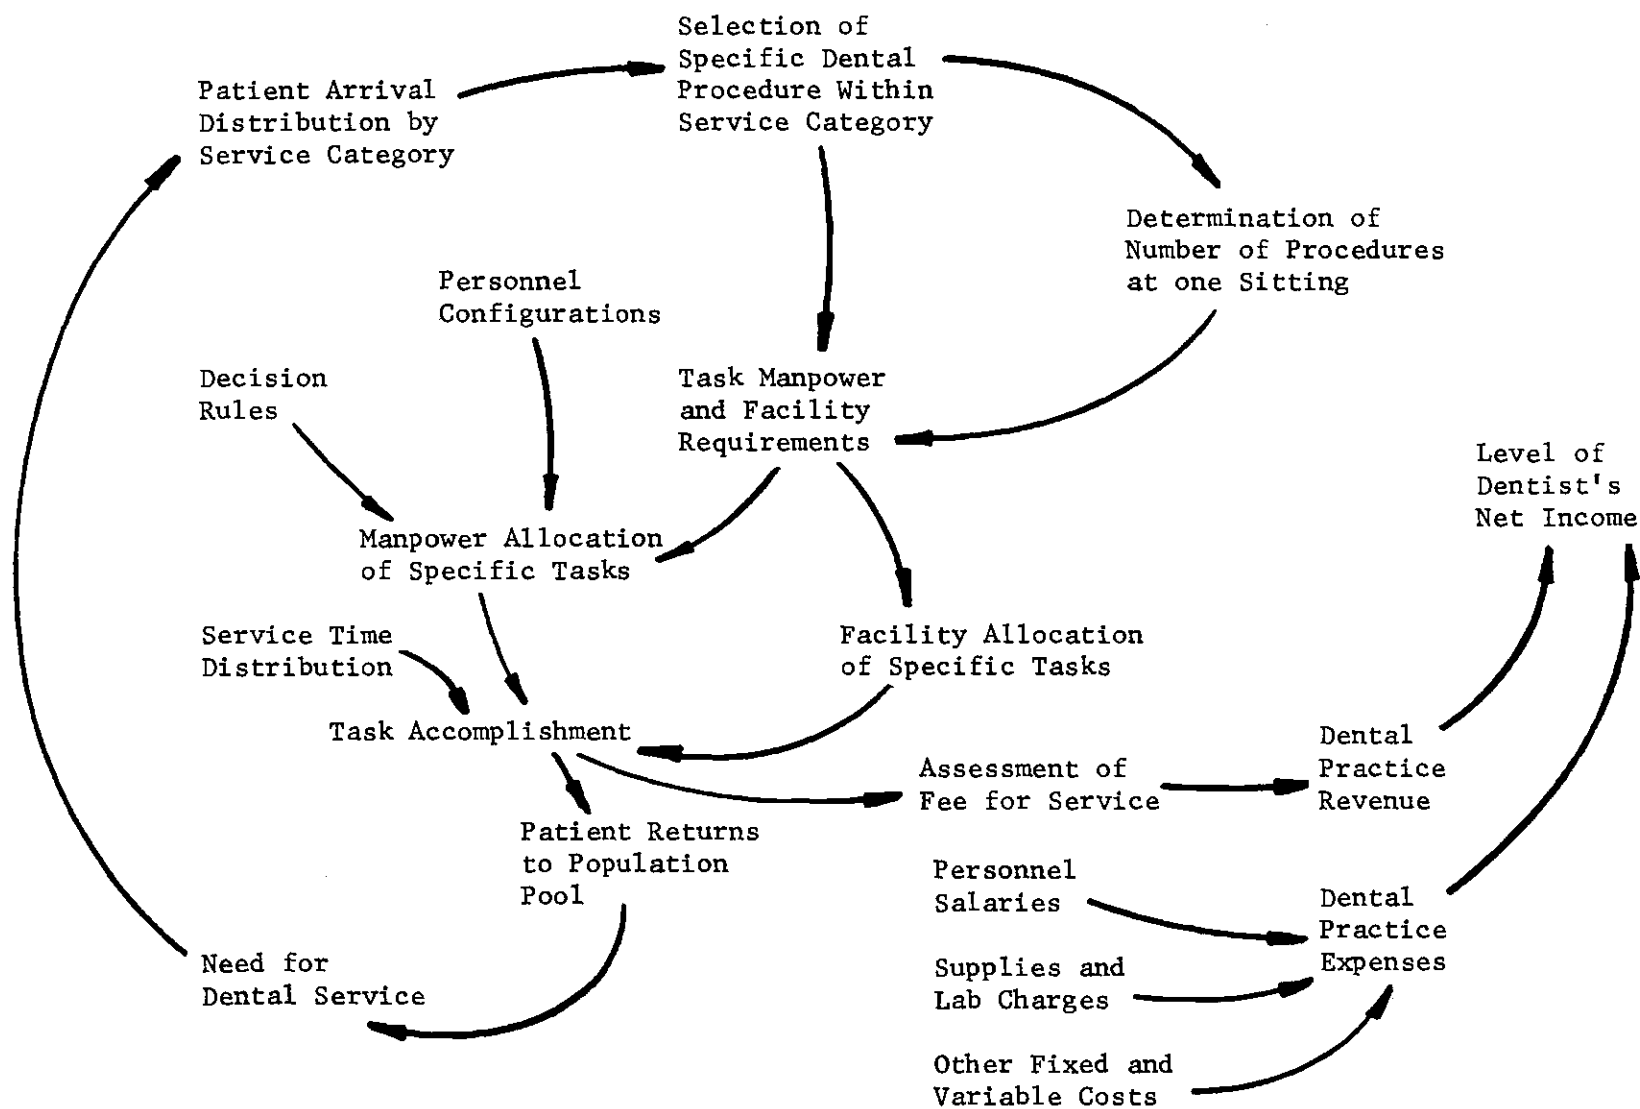 Selection of
Specific Dental
Procedure Within
Service Category
Patient Arrival
Distribution by
Service Category
Determination of
Number of Procedures
at one Sitting
Personnel
Configurations
Decision
Rules
Task Manpower
and Facility
Requirements
Level of
Dentist's
Net Income
Manpower Allocation
of Specific Tasks
Service Time
Distribution
Facility Allocation
of Specific Tasks
Task Accomplishment
Assessment of
Fee for Service
Dental
Practice
Revenue
Patient Returns
to Population
Pool
Personnel
Salaries
Dental
Practice
Expenses
Need for
Dental Service
Supplies and
Lab Charges
Other Fixed and
Variable Costs